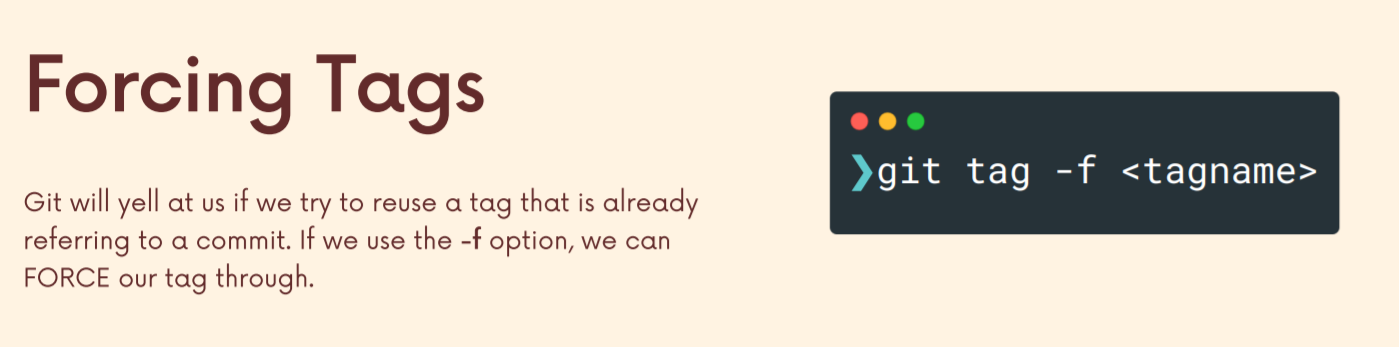 Forcing Tags
Git will yell at us if we try to reuse a tag that is already
referring to a commit. If we use the -f option, we can
FORCE our tag through.
❯git tag -f <tagname>